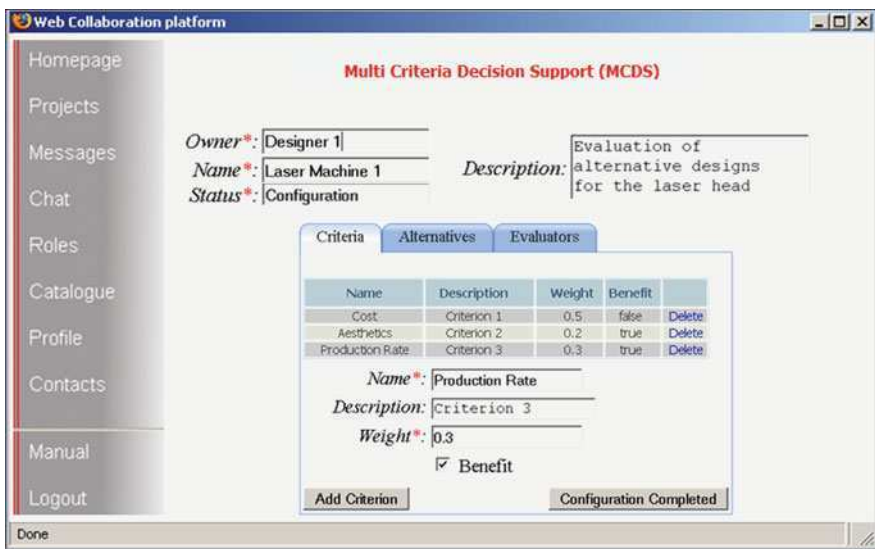 Web Collaboration platform
Homepage
Projects
Messages
Chat
Roles
Catalogue
Profile
Contacts
Manual
Logout
Multi Criteria Decision Support (MCDS)
Owner*: Designer 1
Name*: Laser Machine 1
Status*: Configuration
Description: Evaluation of
alternative designs
for the laser head
Criteria Alternatives Evaluators
Name Description Weight Benefit
Cost Criterion 1 0.5 false Delete
Aesthetics Criterion 2 0.2 true Delete
Production Rate Criterion 3 0.3 true Delete
Name*: Production Rate
Description: Criterion 3
Weight*: 0.3
Benefit
Add Criterion Configuration Completed
Done